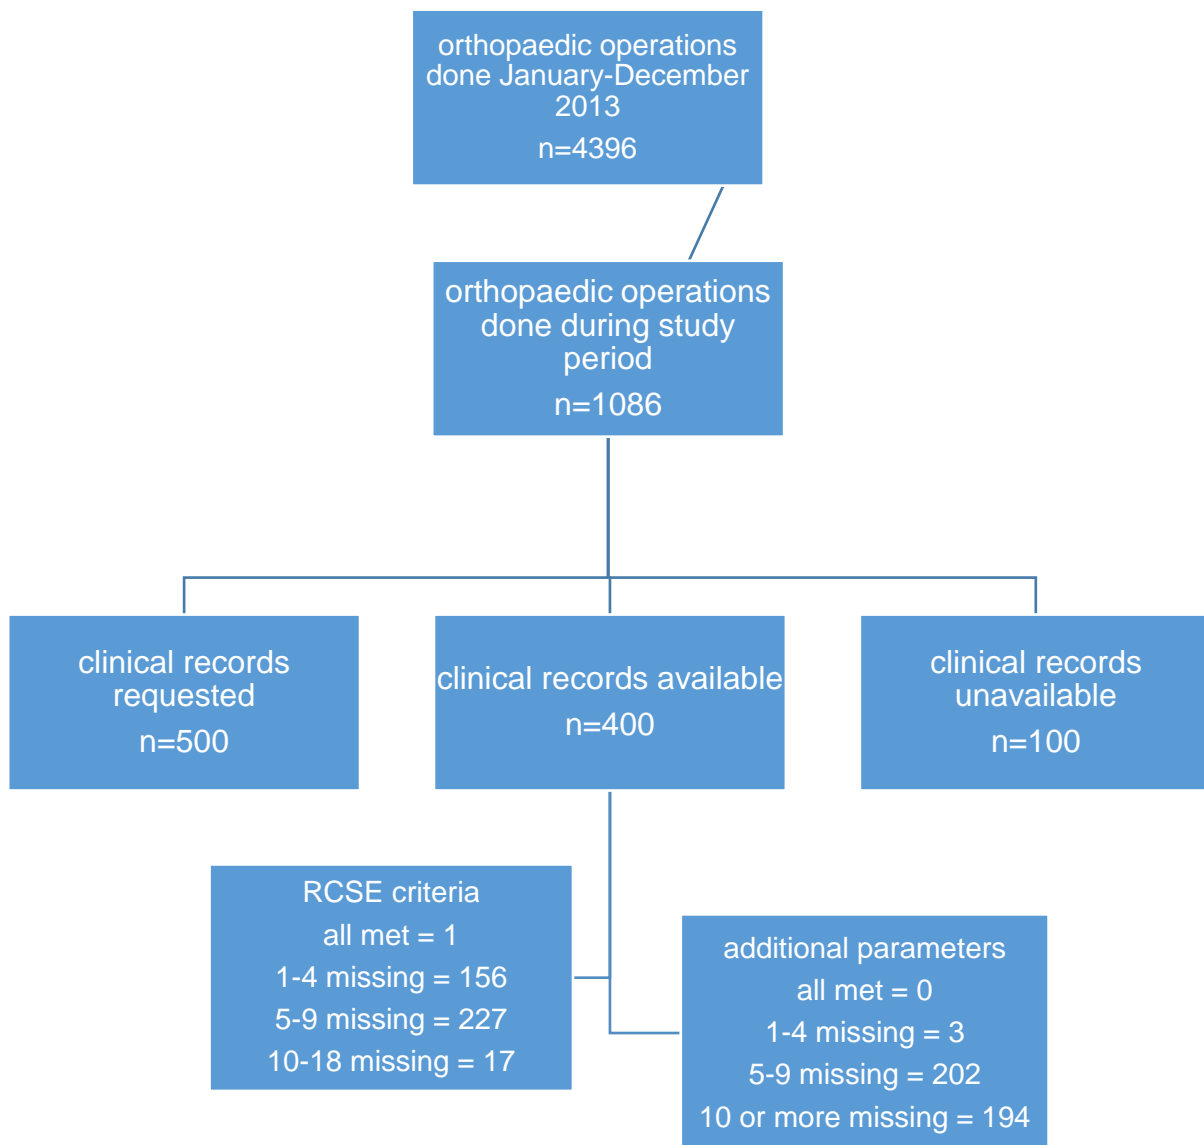 orthopaedic operations
done January-December
2013
n=4396
orthopaedic operations
done during study
period
n=1086
clinical records
requested
n=500
clinical records available
n=400
clinical records
unavailable
n=100
RCSE criteria
all met = 1
1-4 missing = 156
5-9 missing = 227
10-18 missing = 17
additional parameters
all met = 0
1-4 missing = 3
5-9 missing = 202
10 or more missing = 194